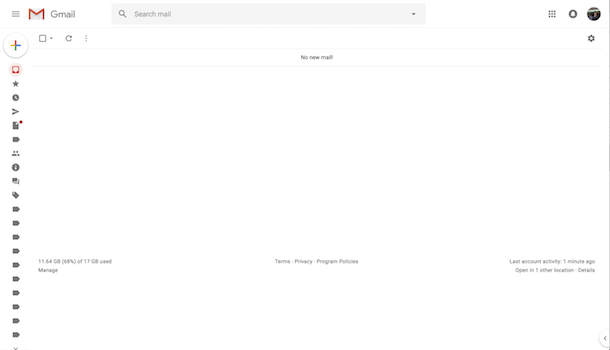 Gmail
Search mail
No new mail!
11.64 GB (68%) of 17 GB used
Manage
Terms · Privacy · Program Policies
Last account activity: 1 minute ago
Open in 1 other location · Details